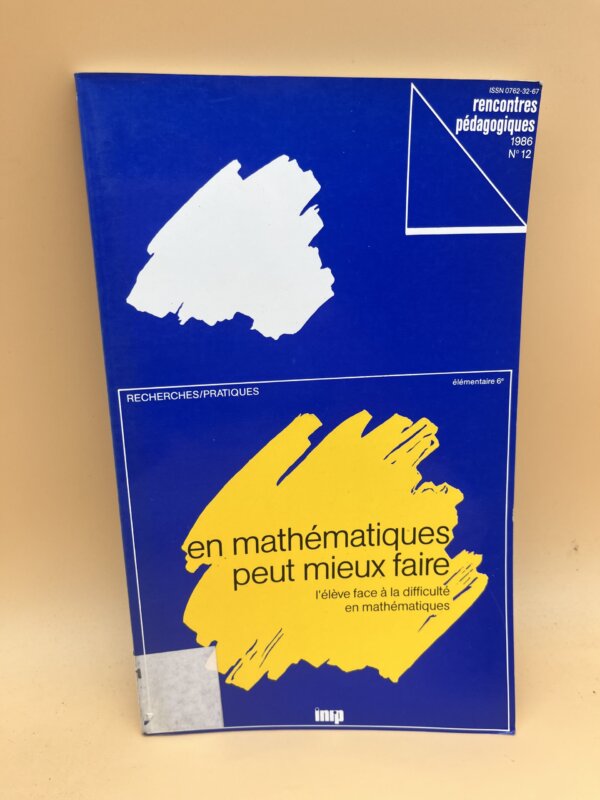 ISSN 0762-32-67
rencontres
pédagogiques
1986
N° 12
RECHERCHES/PRATIQUES
élémentaire 6e
en mathématiques
peut mieux faire
l'élève face à la difficulté
en mathématiques
inrp